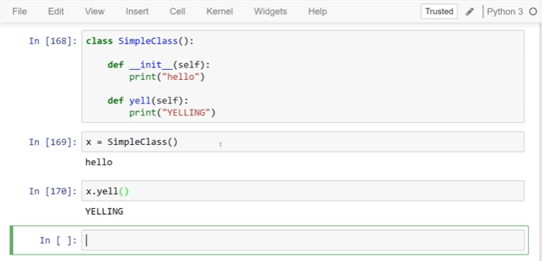 File Edit View Insert Cell Kernel Widgets Help Trusted Python 3
In [168]: class SimpleClass():
def __init__(self):
print("hello")
def yell(self):
print("YELLING")
In [169]: x = SimpleClass()
hello
In [170]: x.yell()
YELLING
In [ ]: